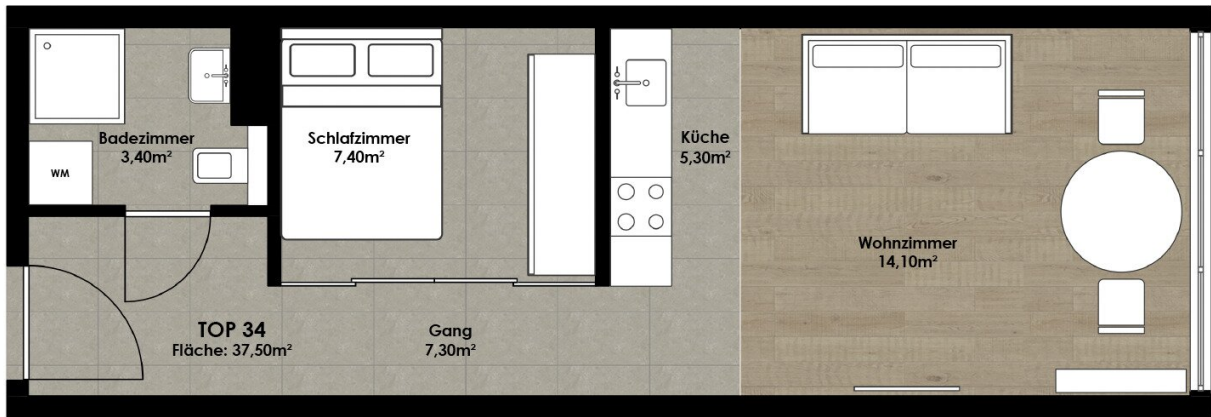 Badezimmer
3,40m²
WM
Schlafzimmer
7,40m²
Küche
5,30m²
Wohnzimmer
14,10m²
TOP 34
Fläche: 37,50m²
Gang
7,30m²